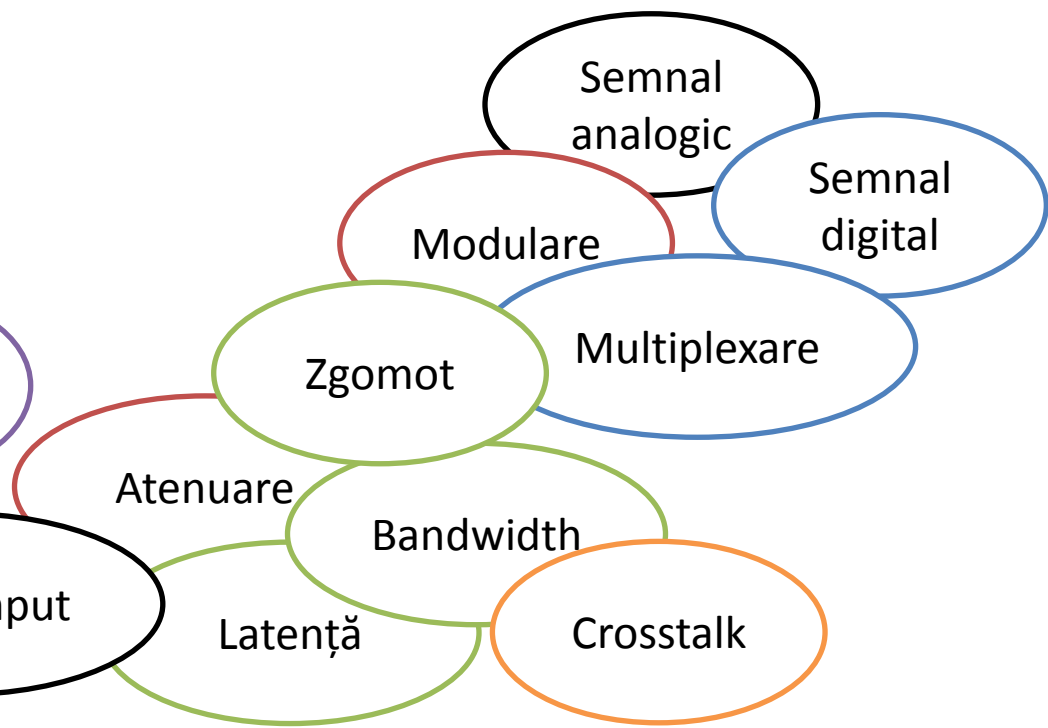 Semnal
analogic
Semnal
digital
Modulare
Multiplexare
Zgomot
Atenuare
Bandwidth
Latență
Crosstalk